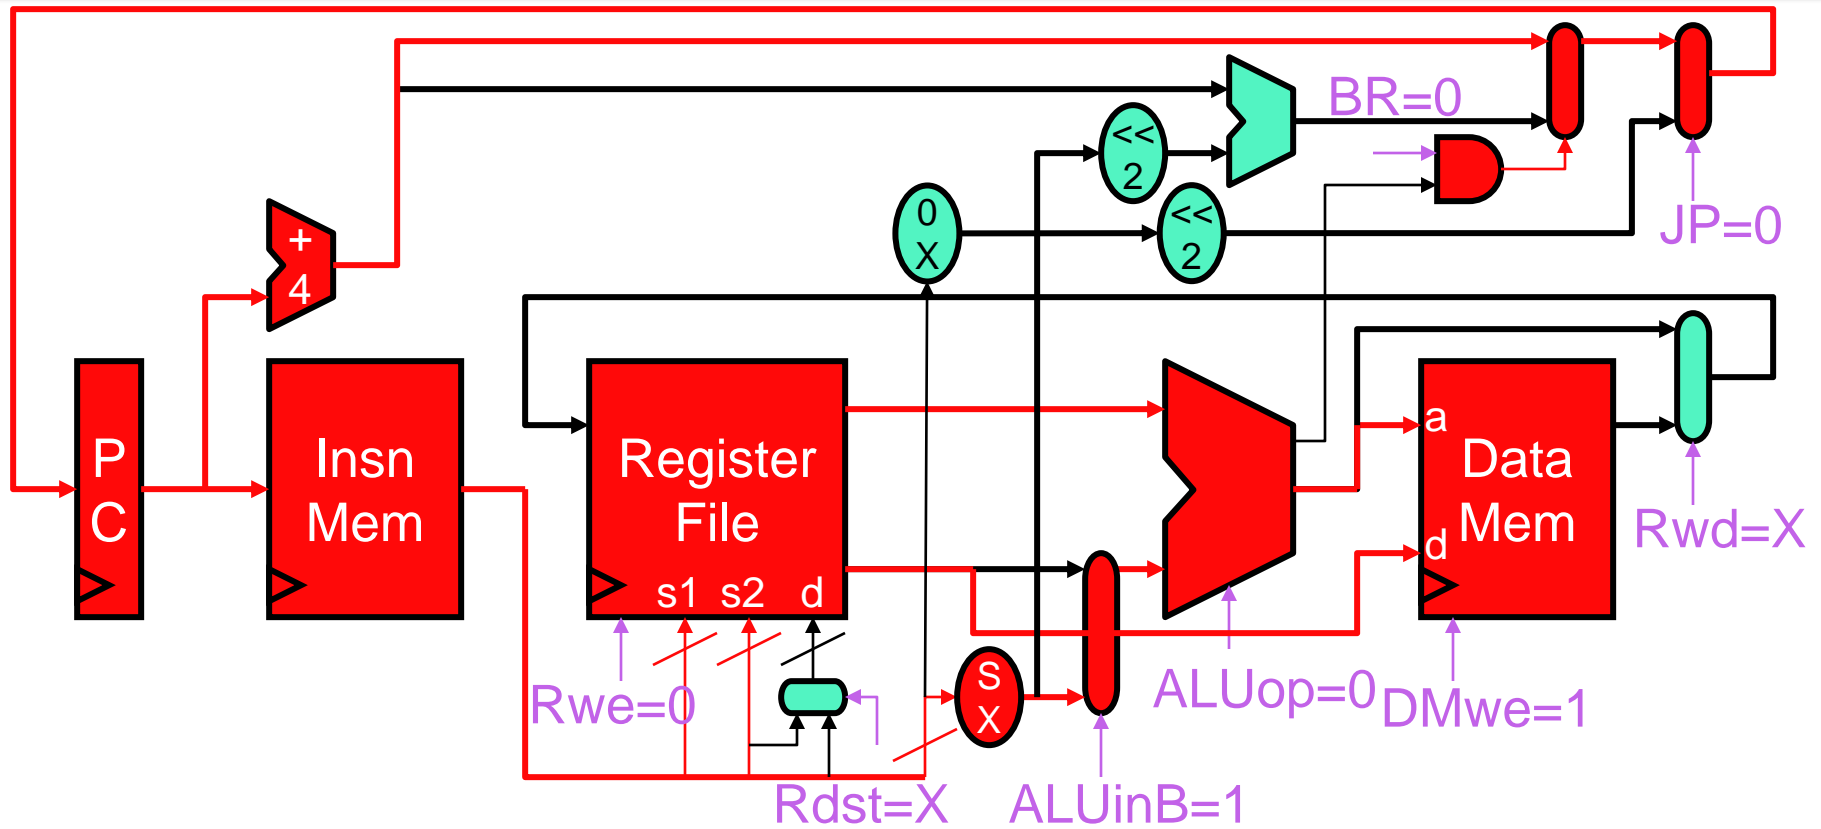 BR=0
<<
2
0
X
<<
2
JP=0
+
4
P
C
Insn
Mem
Register
File
s1 s2 d
a
Data
Mem
d
Rwd=X
S
X
Rwe=0
ALUop=0
DMwe=1
Rdst=X
ALUinB=1